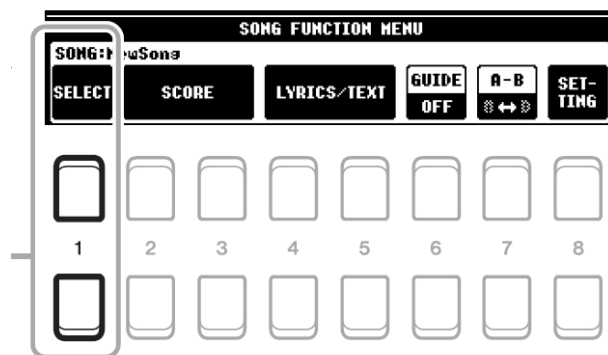 SONG FUNCTION MENU
SONG:NewSong
SELECT SCORE LYRICS/TEXT GUIDE OFF A-B SET-TING
1 2 3 4 5 6 7 8